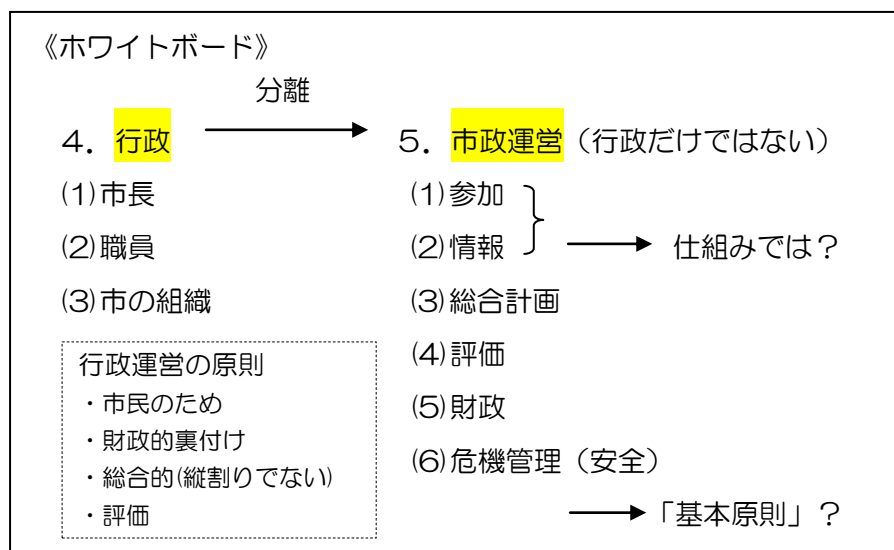 《ホワイトボード》
分離
４．行政
(1)市長
(2)職員
(3)市の組織
行政運営の原則
・市民のため
・財政的裏付け
・総合的(縦割りでない)
・評価
５．市政運営（行政だけではない）
(1)参加
(2)情報
仕組みでは？
(3)総合計画
(4)評価
(5)財政
(6)危機管理（安全）
「基本原則」？